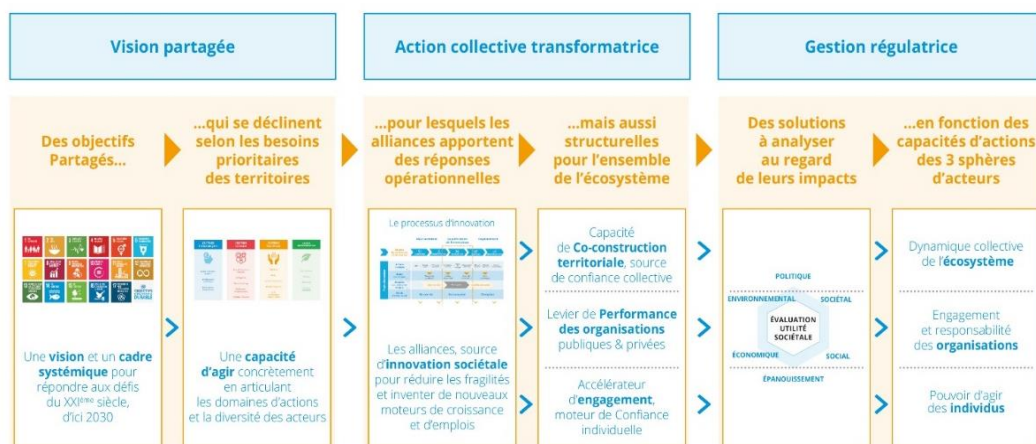 Vision partagée
Action collective transformatrice
Gestion régulatrice
Des objectifs
Partagés...
...qui se déclinent
selon les besoins
prioritaires
des territoires
...pour lesquels les
alliances apportent
des réponses
opérationnelles
...mais aussi
structurelles
pour l'ensemble
de l'écosystème
Des solutions
à analyser
au regard
de leurs impacts
...en fonction des
capacités d'actions
des 3 sphères
d'acteurs
Une vision et un cadre
systémique pour
répondre aux défis
du XXIème siècle,
d'ici 2030
Une capacité
d'agir concrètement
en articulant
les domaines d'actions
et la diversité des acteurs
Le processus d'innovation
Les alliances, source
d'innovation sociétale
pour réduire les fragilités
et inventer de nouveaux
moteurs de croissance
et d'emplois
Capacité
de Co-construction
territoriale, source
de confiance collective
Levier de Performance
des organisations
publiques & privées
Accélérateur
d'engagement,
moteur de Confiance
individuelle
POLITIQUE
ENVIRONNEMENTAL
SOCIÉTAL
ÉVALUATION
UTILITÉ
SOCIÉTALE
ÉCONOMIQUE
SOCIAL
ÉPANOUISSEMENT
Dynamique collective
de l'écosystème
Engagement
et responsabilité
des organisations
Pouvoir d'agir
des individus